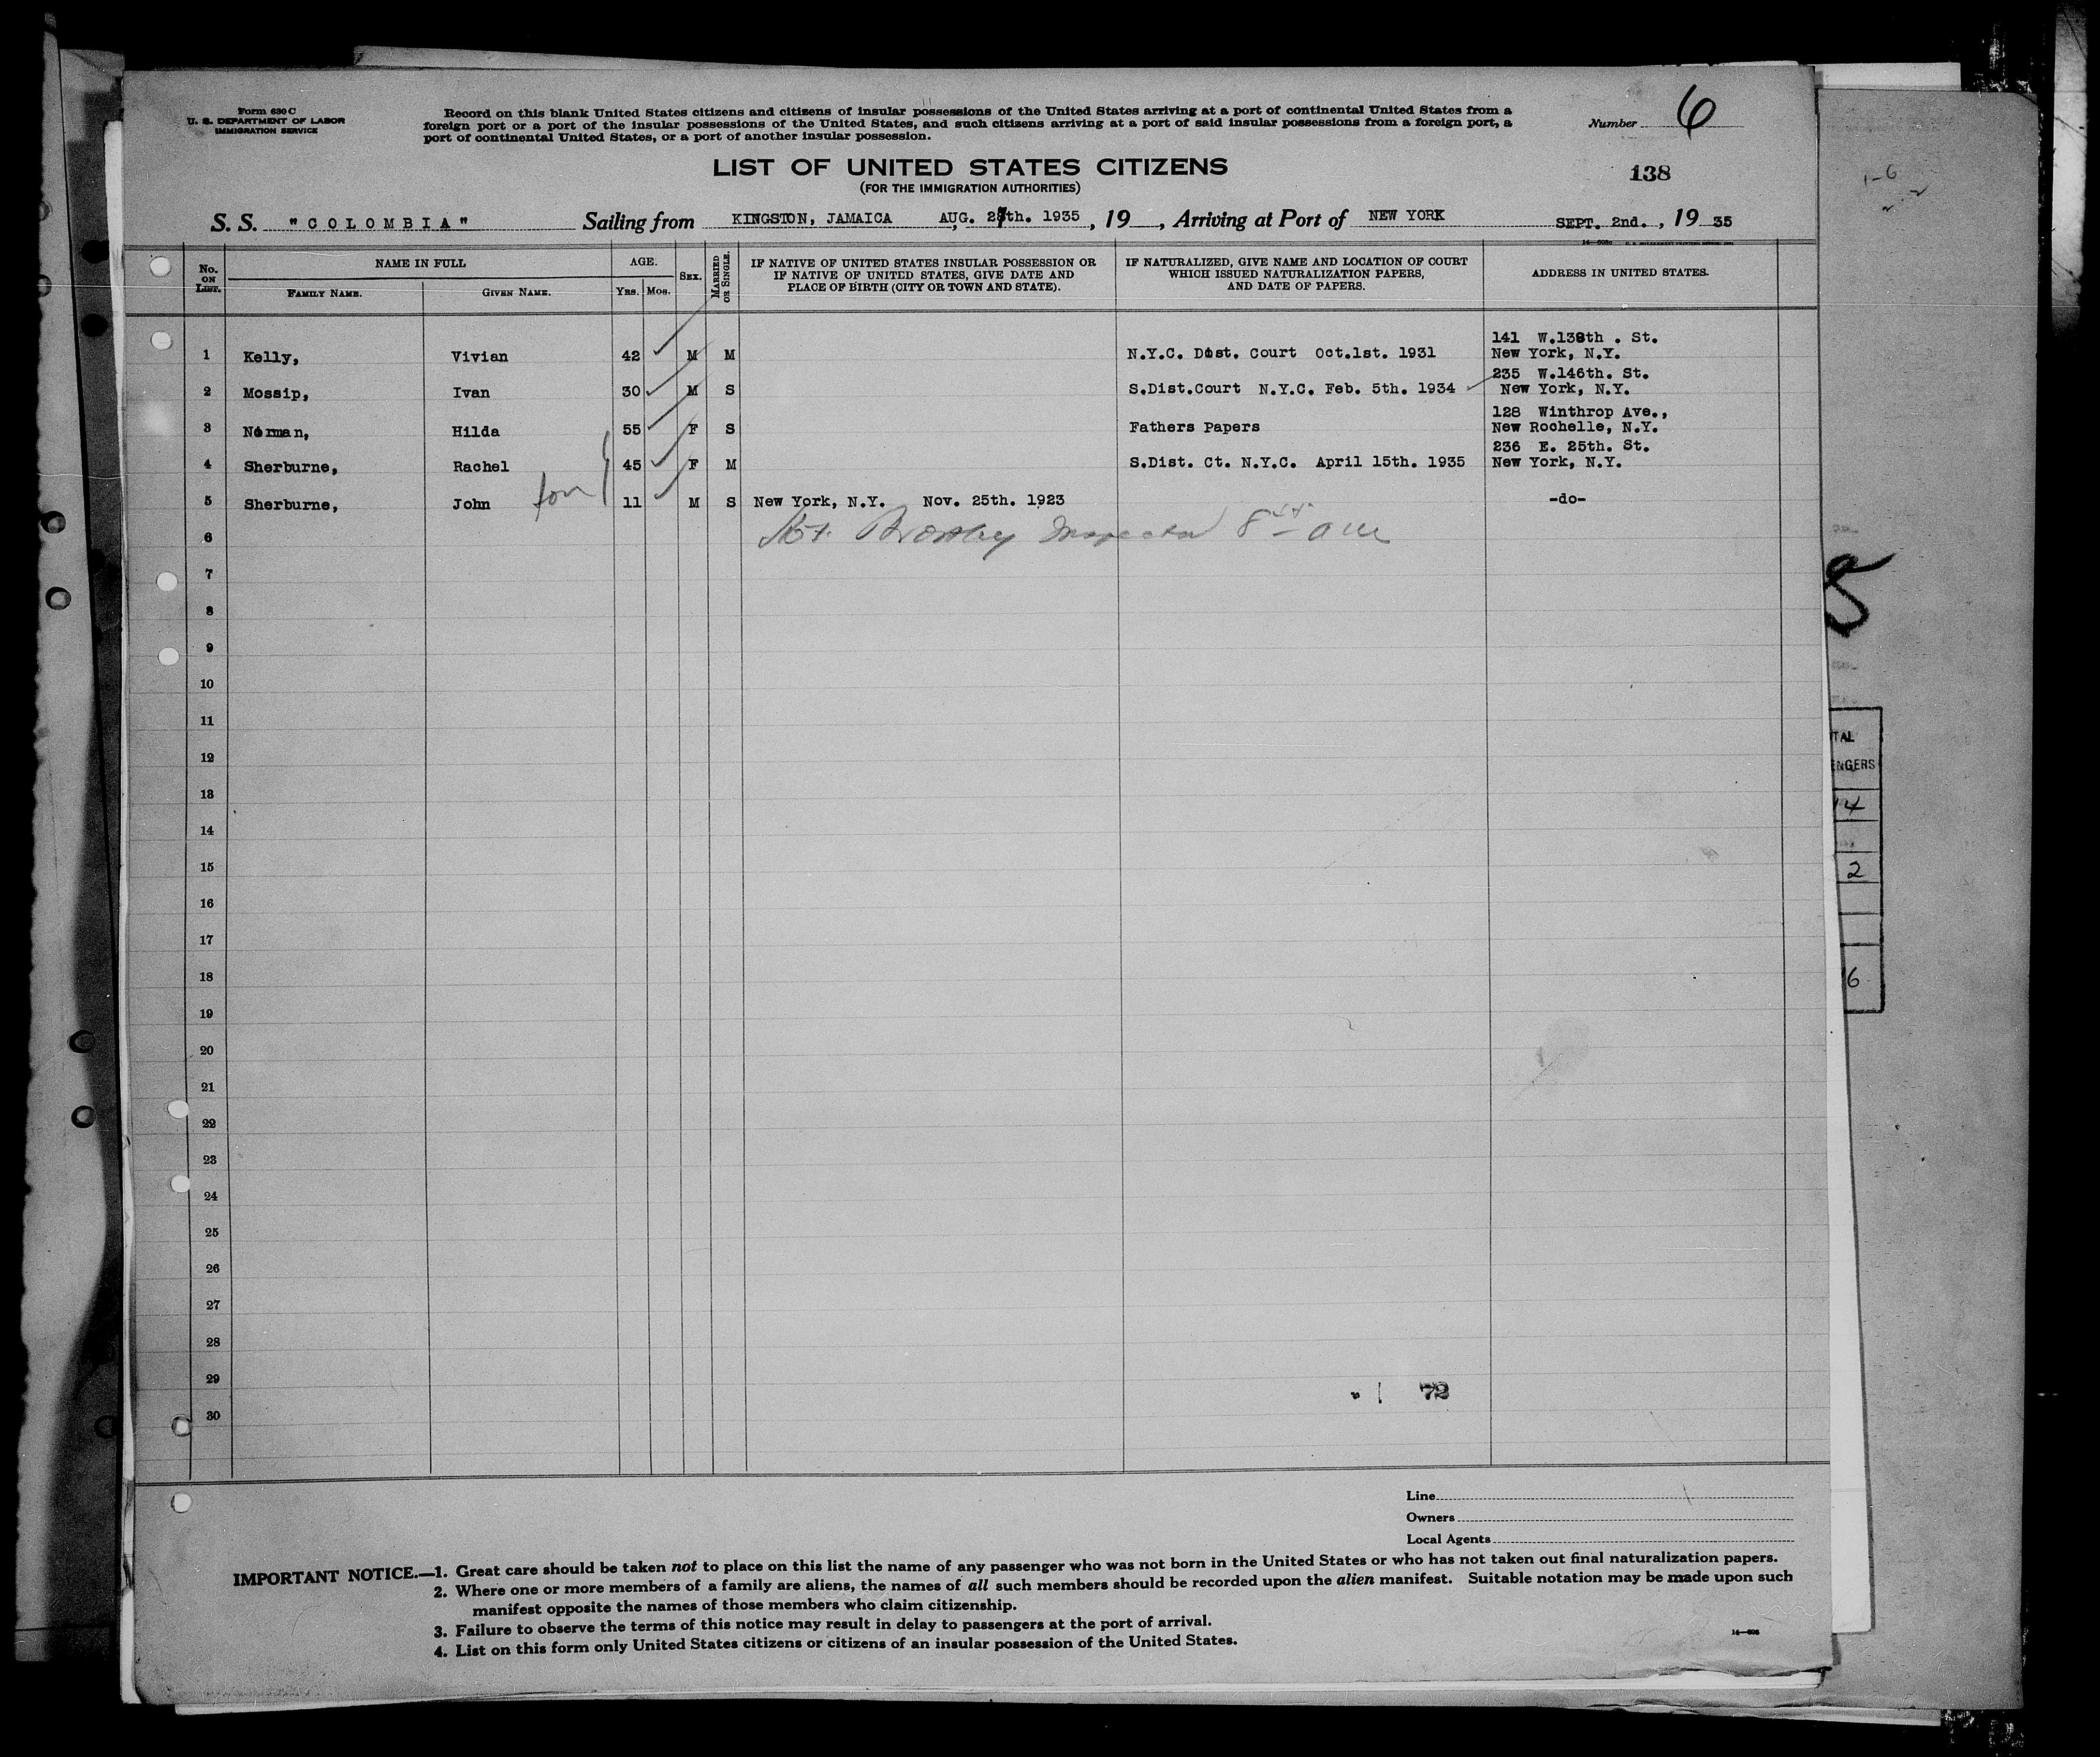 Form 630 C
U. S. DEPARTMENT OF LABOR
IMMIGRATION SERVICE
Record on this blank United States citizens and citizens of insular possessions of the United States arriving at a port of continental United States from a
foreign port or a port of the insular possessions of the United States, and such citizens arriving at a port of said insular possessions from a foreign port, a
port of continental United States, or a port of another insular possession.
Number 6
LIST OF UNITED STATES CITIZENS
(FOR THE IMMIGRATION AUTHORITIES)
138
1-6
S. S. "COLOMBIA" Sailing from KINGSTON, JAMAICA AUG. 28th. 1935, 19 , Arriving at Port of NEW YORK SEPT. 2nd., 19 35
No. ON LIST. NAME IN FULL FAMILY NAME. GIVEN NAME. AGE. Yrs. Mos. SEX. MARRIED OR SINGLE.
IF NATIVE OF UNITED STATES INSULAR POSSESSION OR
IF NATIVE OF UNITED STATES, GIVE DATE AND
PLACE OF BIRTH (CITY OR TOWN AND STATE).
IF NATURALIZED, GIVE NAME AND LOCATION OF COURT
WHICH ISSUED NATURALIZATION PAPERS,
AND DATE OF PAPERS.
ADDRESS IN UNITED STATES.
141 W.138th . St.
1 Kelly, Vivian 42 M M N.Y.C. Dist. Court Oct.1st. 1931 New York, N.Y.
235 W.146th. St.
2 Mossip, Ivan 30 M S S.Dist.Court N.Y.C. Feb. 5th. 1934 New York, N.Y.
128 Winthrop Ave.,
3 Norman, Hilda 55 F S Fathers Papers New Rochelle, N.Y.
236 E. 25th. St.
4 Sherburne, Rachel 45 F M S.Dist. Ct. N.Y.C. April 15th. 1935 New York, N.Y.
5 Sherburne, John 11 M S New York, N.Y. Nov. 25th. 1923 -do-
6 Inspector
7
8
9
10
11
12
13
14
15
16
17
18
19
20
21
22
23
24
25
26
27
28
29 72
30
TAL
ENGERS
14
2
16
Line
Owners
Local Agents
IMPORTANT NOTICE.—1. Great care should be taken not to place on this list the name of any passenger who was not born in the United States or who has not taken out final naturalization papers.
2. Where one or more members of a family are aliens, the names of all such members should be recorded upon the alien manifest. Suitable notation may be made upon such
manifest opposite the names of those members who claim citizenship.
3. Failure to observe the terms of this notice may result in delay to passengers at the port of arrival.
4. List on this form only United States citizens or citizens of an insular possession of the United States.